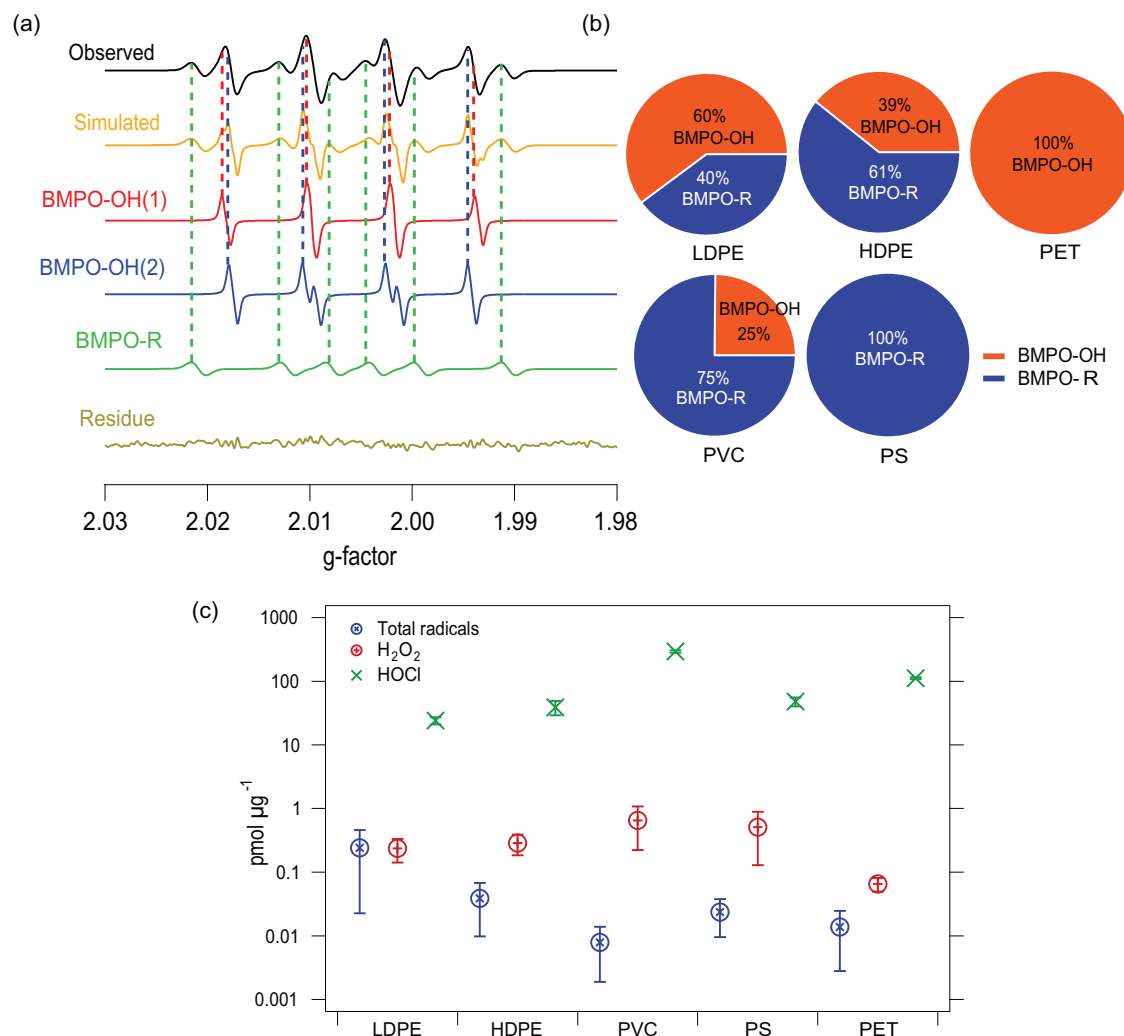 (a)
Observed
Simulated
BMPO-OH(1)
BMPO-OH(2)
BMPO-R
Residue
2.03 2.02 2.01 2.00 1.99 1.98
g-factor
(b)
60%
BMPO-OH
40%
BMPO-R
LDPE
39%
BMPO-OH
61%
BMPO-R
HDPE
100%
BMPO-OH
PET
BMPO-OH
25%
75%
BMPO-R
PVC
100%
BMPO-R
PS
BMPO-OH
BMPO-R
(c)
1000
100
10
1
0.1
0.01
0.001
pmol µg⁻¹
Total radicals
H₂O₂
HOCl
LDPE HDPE PVC PS PET